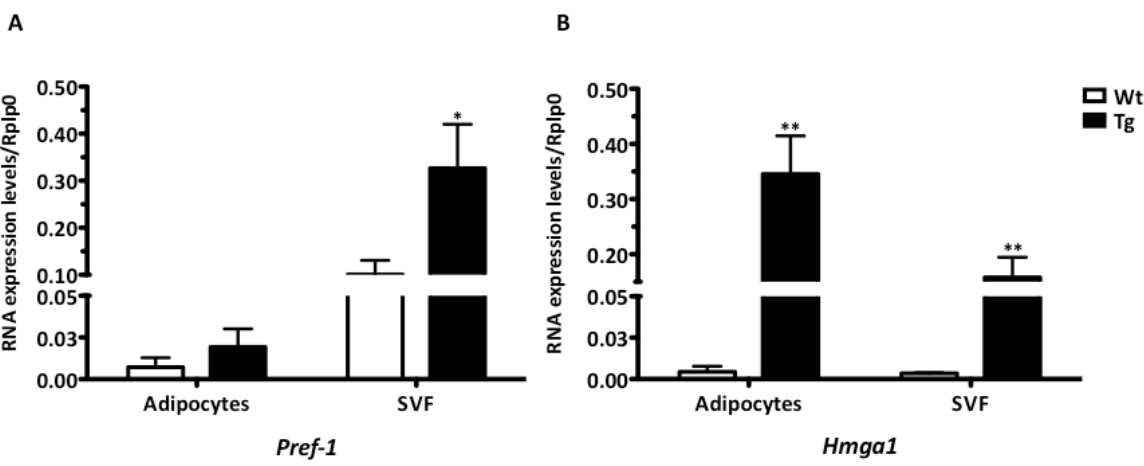 A
RNA expression levels/Rplp0
0.50
0.40
0.30
0.20
0.10
0.05
0.03
0.00
*
Adipocytes SVF
Pref-1
B
RNA expression levels/Rplp0
0.50
0.40
0.30
0.20
0.05
0.03
0.00
**
**
Adipocytes SVF
Hmga1
Wt
Tg